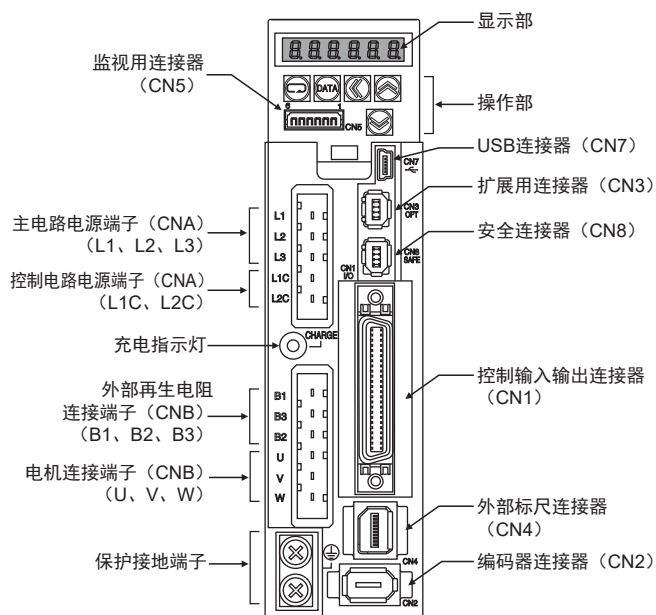 显示部
监视用连接器
（CN5）
DATA
6
1
CN5
操作部
USB连接器（CN7）
CN7
扩展用连接器（CN3）
CN3
OPT
安全连接器（CN8）
CN8
SAFE
CN1
I/O
主电路电源端子（CNA）
（L1、L2、L3）
L1
L2
L3
控制电路电源端子（CNA）
（L1C、L2C）
L1C
L2C
充电指示灯
CHARGE
控制输入输出连接器
（CN1）
外部再生电阻
连接端子（CNB）
（B1、B2、B3）
B1
B3
B2
电机连接端子（CNB）
（U、V、W）
U
V
W
外部标尺连接器
（CN4）
CN4
保护接地端子
编码器连接器（CN2）
CN2